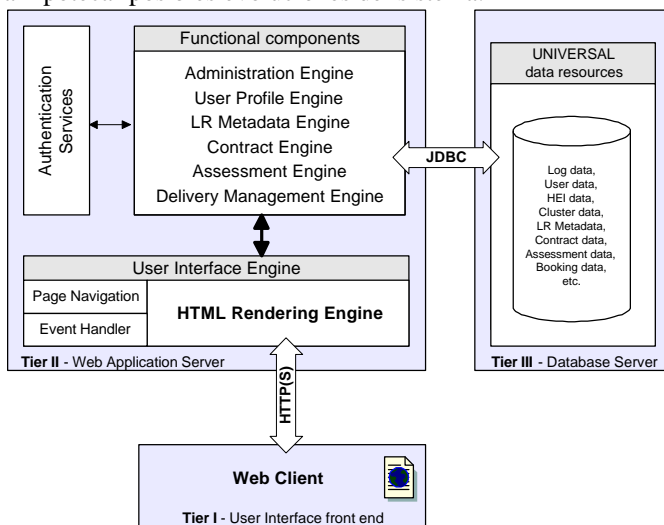 Functional components
Administration Engine
User Profile Engine
LR Metadata Engine
Contract Engine
Assessment Engine
Delivery Management Engine
Authentication
Services
JDBC
UNIVERSAL
data resources
Log data,
User data,
HEI data,
Cluster data,
LR Metadata,
Contract data,
Assessment data,
Booking data,
etc.
User Interface Engine
Page Navigation
Event Handler
HTML Rendering Engine
Tier II - Web Application Server
Tier III - Database Server
HTTP(S)
Web Client
Tier I - User Interface front end